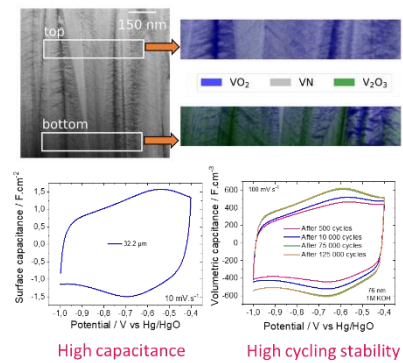 150 nm
top
bottom
VO₂ VN V₂O₃
Surface capacitance / F.cm⁻²
1,5
1,0
0,5
0,0
-0,5
-1,0
-1,5
32.2 µm
10 mV.s⁻¹
-1,0 -0,9 -0,8 -0,7 -0,6 -0,5 -0,4
Potential / V vs Hg/HgO
High capacitance
Volumetric capacitance / F.cm⁻³
600
400
200
0
-200
-400
-600
100 mV s⁻¹
After 500 cycles
After 10 000 cycles
After 75 000 cycles
After 125 000 cycles
76 nm
1M KOH
-1,0 -0,9 -0,8 -0,7 -0,6 -0,5 -0,4
Potential / V vs Hg/HgO
High cycling stability